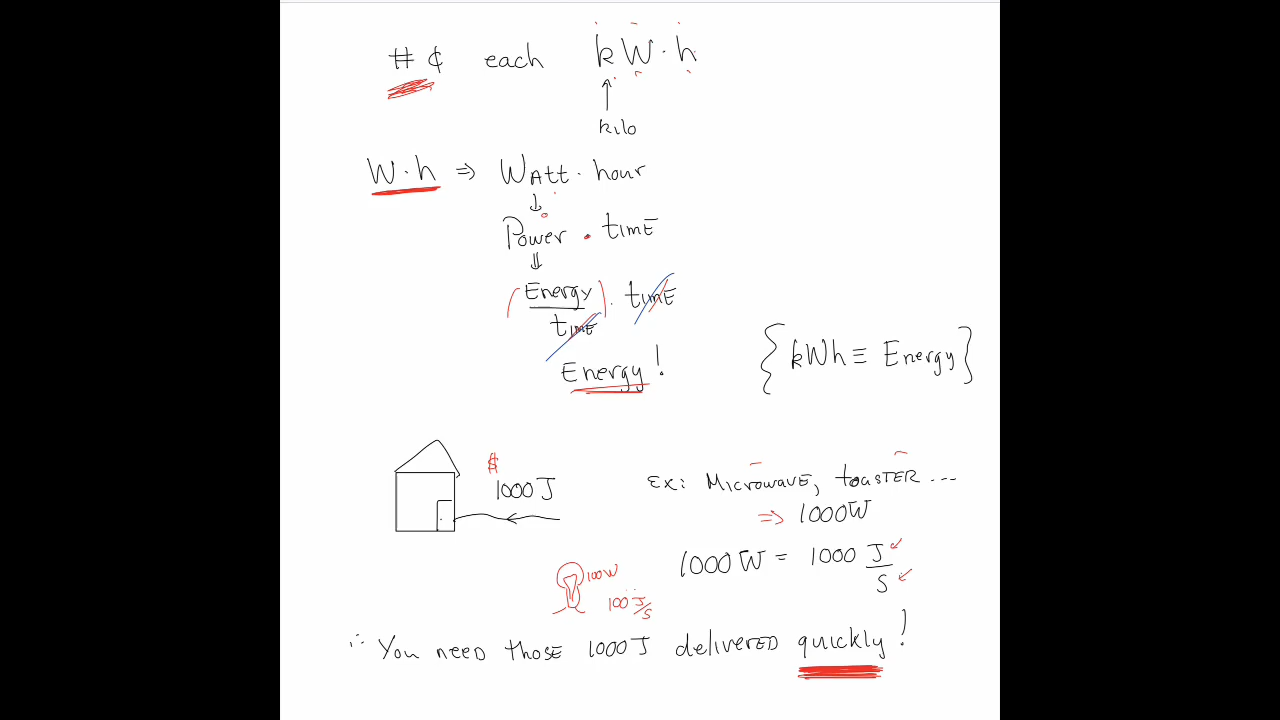 # ¢ each kW·h
kilo
W·h ⇒ Watt·hour
Power · time
(Energy) · time
time
Energy!
{kWh ≡ Energy}
$
1000 J
Ex: Microwave, toaster ...
⇒ 1000W
1000 W = 1000 J
S
100W
100 J/S
∴ You need those 1000 J delivered quickly!